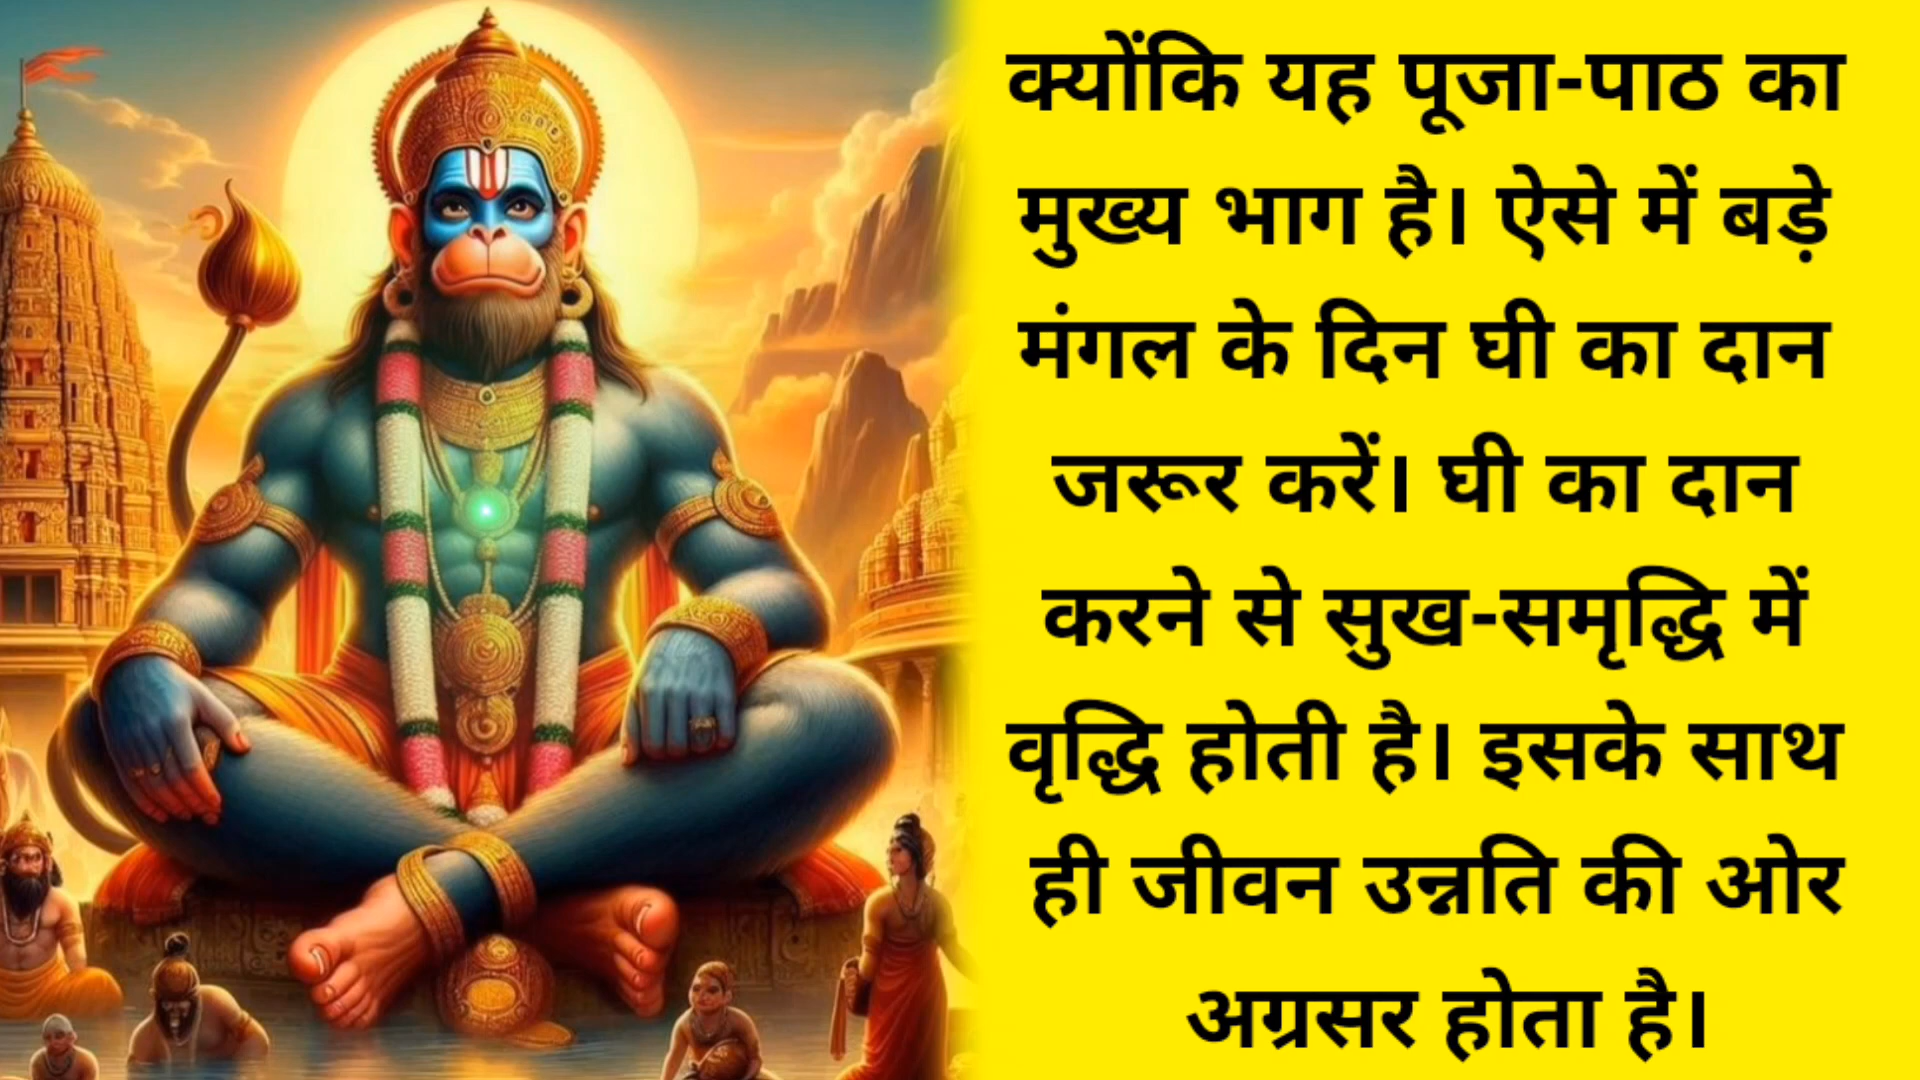 क्योंकि यह पूजा-पाठ का
मुख्य भाग है। ऐसे में बड़े
मंगल के दिन घी का दान
जरूर करें। घी का दान
करने से सुख-समृद्धि में
वृद्धि होती है। इसके साथ
ही जीवन उन्नति की ओर
अग्रसर होता है।